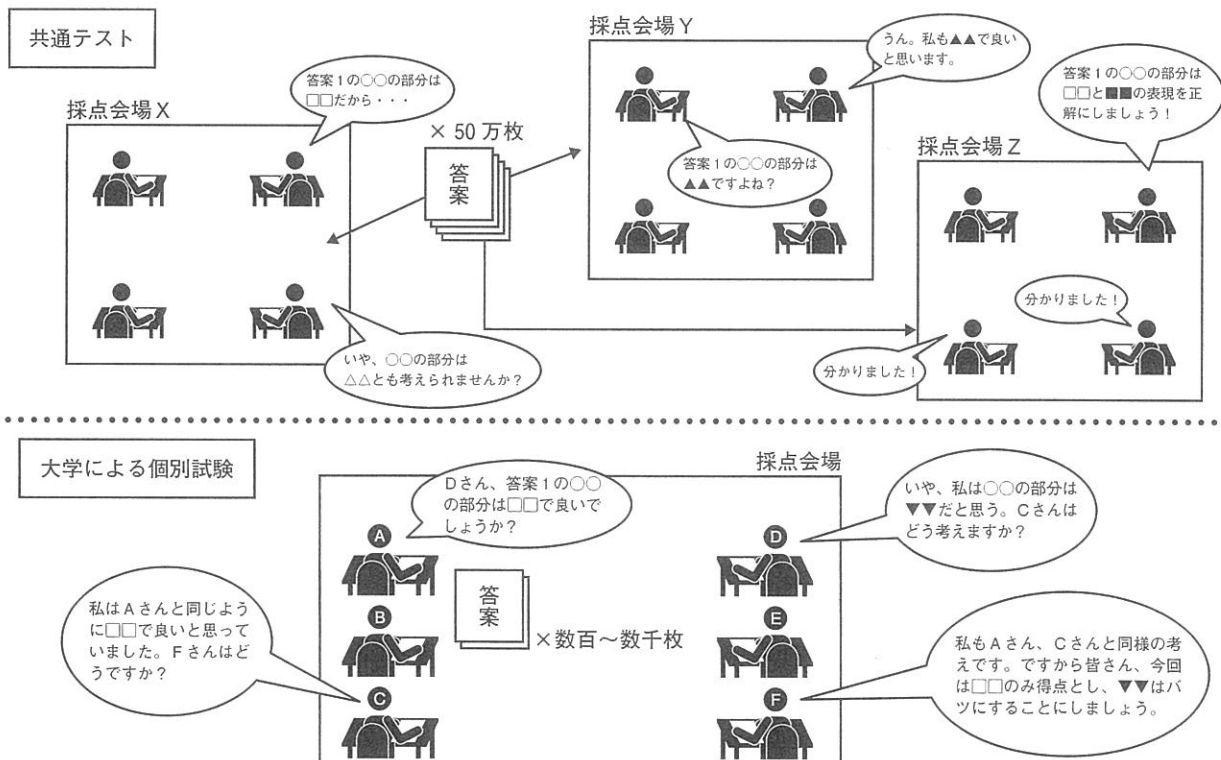 共通テスト
採点会場X
答案1の○○の部分は
□□だから・・・
いや、○○の部分は
△△とも考えられませんか?
×50万枚
答
案
採点会場Y
うん。私も▲▲で良い
と思います。
答案1の○○の部分は
▲▲ですよね?
採点会場Z
答案1の○○の部分は
□□と■■の表現を正
解にしましょう!
分かりました!
分かりました!
大学による個別試験
採点会場
Dさん、答案1の○○
の部分は□□で良いで
しょうか?
いや、私は○○の部分は
▼▼だと思う。Cさんは
どう考えますか?
私はAさんと同じよう
に□□で良いと思って
いました。Fさんはど
うですか?
私もAさん、Cさんと同様の考
えです。ですから皆さん、今回
は□□のみ得点とし、▼▼はバ
ツにすることにしましょう。
A
B
C
答
案
×数百〜数千枚
D
E
F